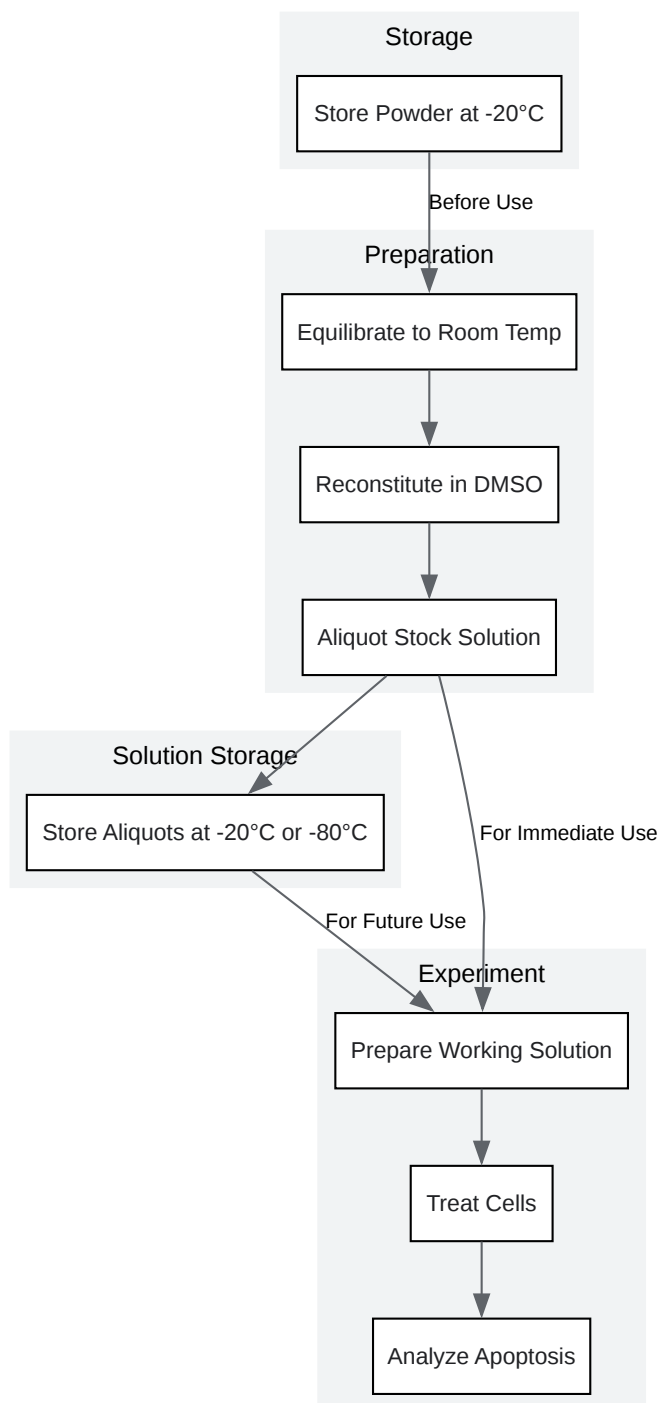 Storage
Store Powder at -20°C
Before Use
Preparation
Equilibrate to Room Temp
Reconstitute in DMSO
Aliquot Stock Solution
Solution Storage
Store Aliquots at -20°C or -80°C
For Immediate Use
For Future Use
Experiment
Prepare Working Solution
Treat Cells
Analyze Apoptosis